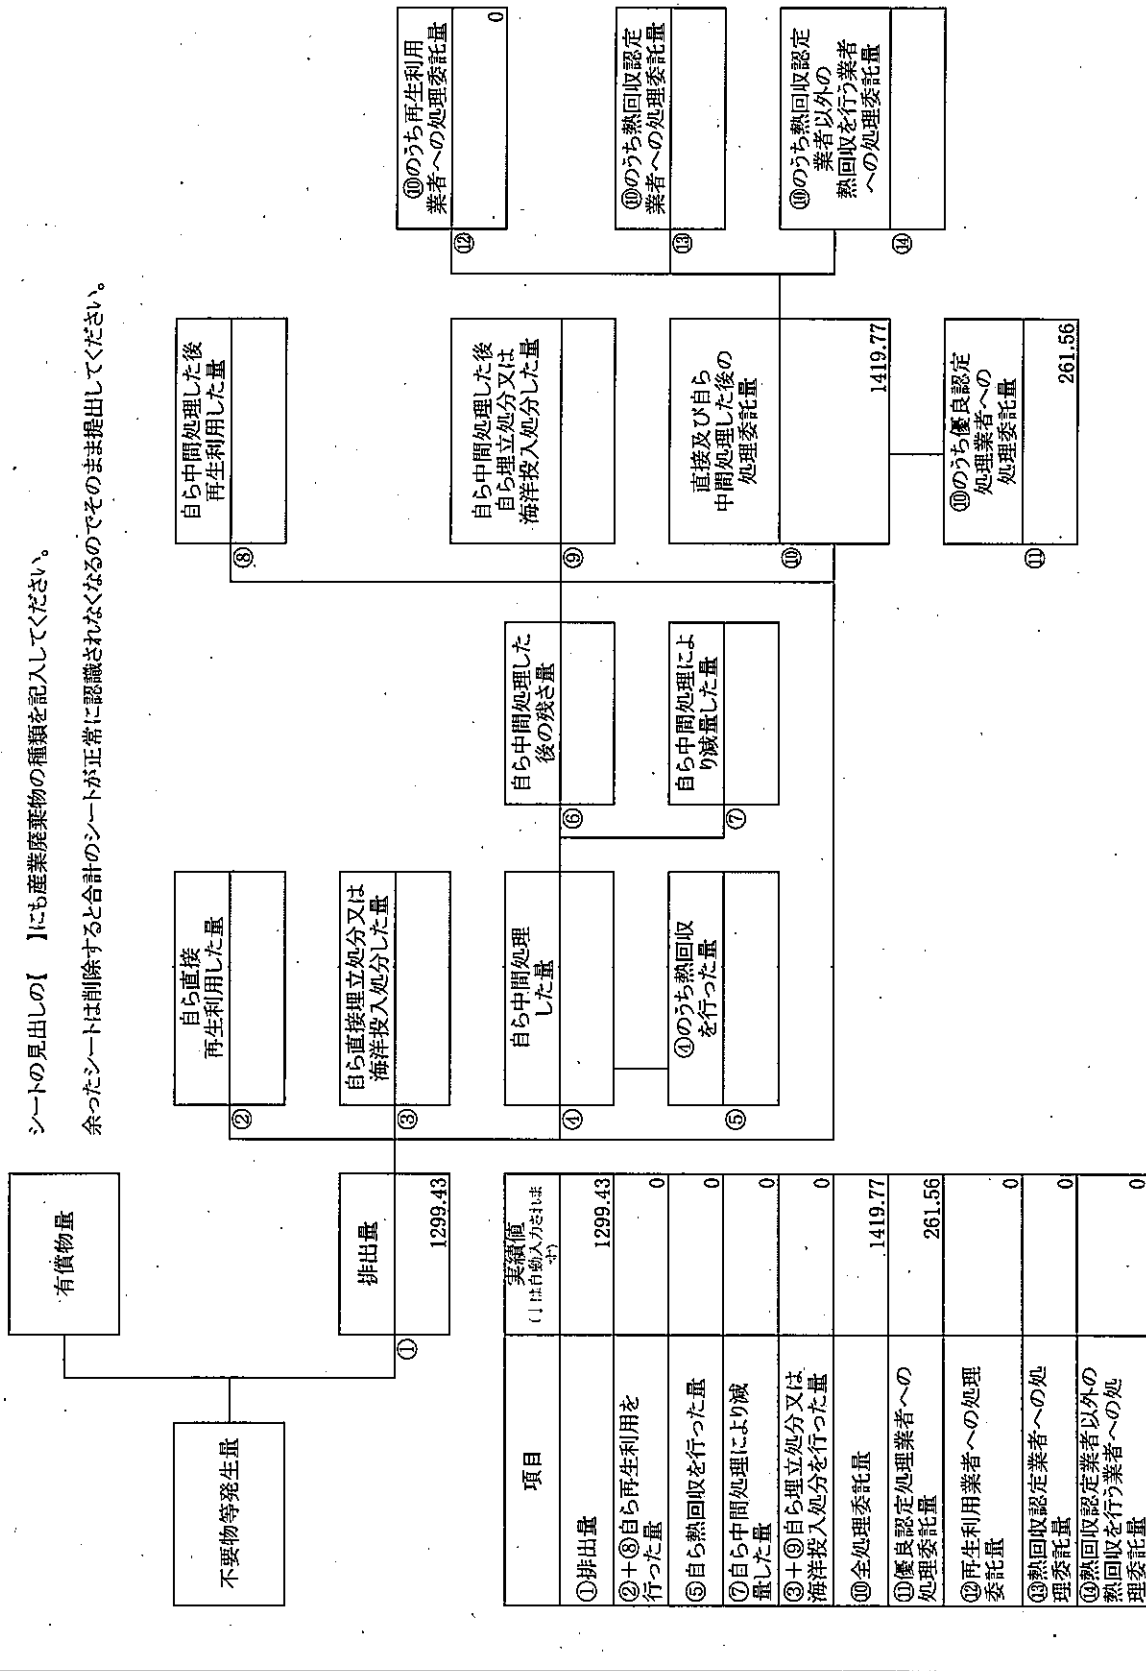 シートの見出しの【　】にも産業廃棄物の種類を記入してください。
余ったシートは削除すると合計のシートが正常に認識されなくなるのでそのまま提出してください。
有償物量
不要物等発生量
排出量
①
1299.43
自ら直接
再生利用した量
②
自ら直接埋立処分又は
海洋投入処分した量
③
自ら中間処理
した量
④
④のうち熱回収
を行った量
⑤
自ら中間処理した
後の残さ量
⑥
自ら中間処理によ
り減量した量
⑦
自ら中間処理した後
再生利用した量
⑧
自ら中間処理した後
自ら埋立処分又は
海洋投入処分した量
⑨
直接及び自ら
中間処理した後の
処理委託量
⑩
1419.77
⑩のうち優良認定
処理業者への
処理委託量
⑪
261.56
⑩のうち再生利用
業者への処理委託量
⑫
0
⑩のうち熱回収認定
業者への処理委託量
⑬
⑩のうち熱回収認定
業者以外の
熱回収を行う業者
への処理委託量
⑭
項目
実績値
(↓は自動入力されま
す)
①排出量
1299.43
②+⑧自ら再生利用を
行った量
0
⑤自ら熱回収を行った量
0
⑦自ら中間処理により減
量した量
0
③+⑨自ら埋立処分又は
海洋投入処分を行った量
0
⑩全処理委託量
1419.77
⑪優良認定処理業者への
処理委託量
261.56
⑫再生利用業者への処理
委託量
0
⑬熱回収認定業者への処
理委託量
0
⑭熱回収認定業者以外の
熱回収を行う業者への処
理委託量
0